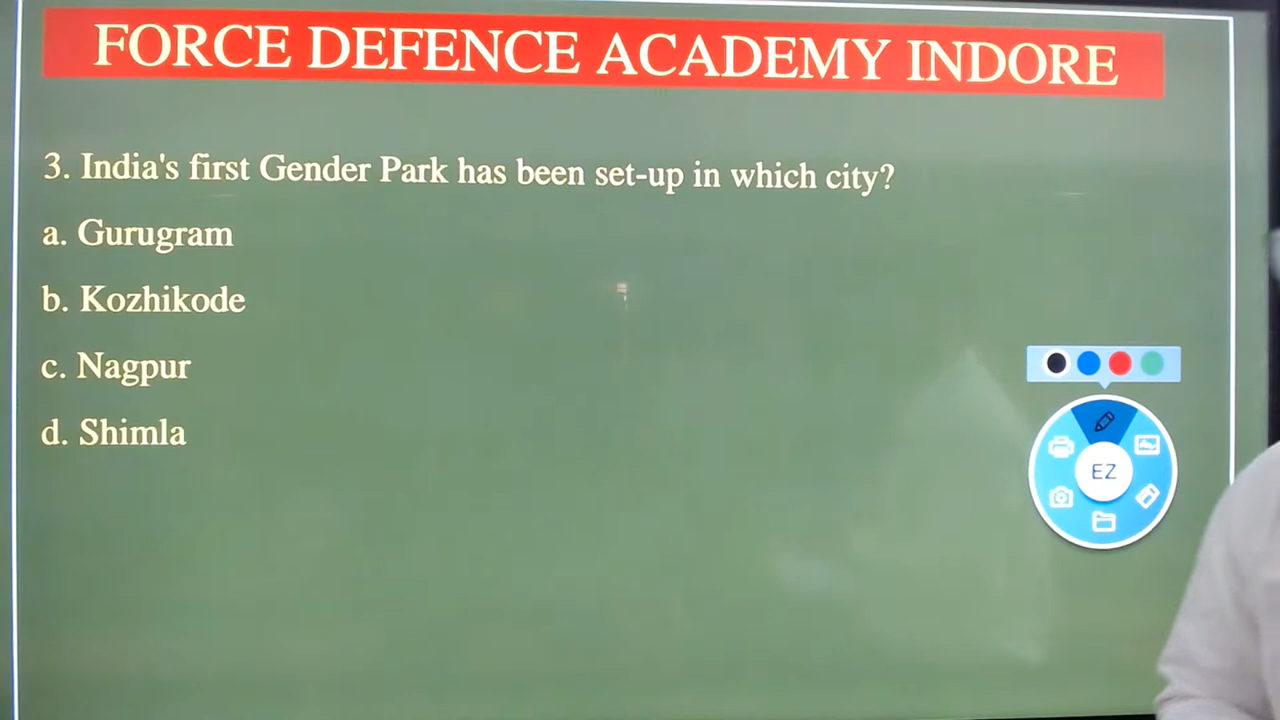 FORCE DEFENCE ACADEMY INDORE
3. India's first Gender Park has been set-up in which city?
a. Gurugram
b. Kozhikode
c. Nagpur
d. Shimla
EZ